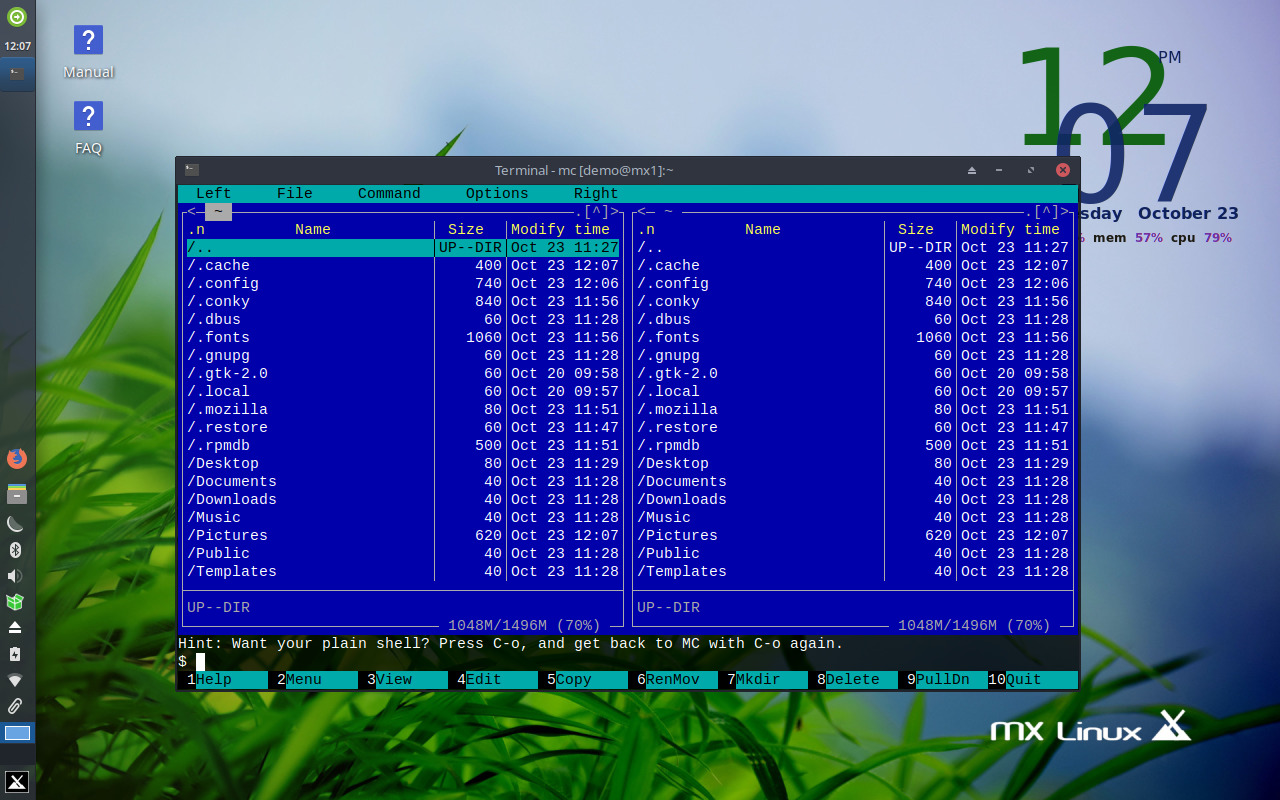 12:07
Manual
FAQ
12 PM
07
sday October 23
% mem 57% cpu 79%
Terminal - mc [demo@mx1]:~
Left File Command Options Right
<─ ~ .[^]> <─ ~ .[^]>
.n Name Size Modify time .n Name Size Modify time
/.. UP--DIR Oct 23 11:27 /.. UP--DIR Oct 23 11:27
/.cache 400 Oct 23 12:07 /.cache 400 Oct 23 12:07
/.config 740 Oct 23 12:06 /.config 740 Oct 23 12:06
/.conky 840 Oct 23 11:56 /.conky 840 Oct 23 11:56
/.dbus 60 Oct 23 11:28 /.dbus 60 Oct 23 11:28
/.fonts 1060 Oct 23 11:56 /.fonts 1060 Oct 23 11:56
/.gnupg 60 Oct 23 11:28 /.gnupg 60 Oct 23 11:28
/.gtk-2.0 60 Oct 20 09:58 /.gtk-2.0 60 Oct 20 09:58
/.local 60 Oct 20 09:57 /.local 60 Oct 20 09:57
/.mozilla 80 Oct 23 11:51 /.mozilla 80 Oct 23 11:51
/.restore 60 Oct 23 11:47 /.restore 60 Oct 23 11:47
/.rpmdb 500 Oct 23 11:51 /.rpmdb 500 Oct 23 11:51
/Desktop 80 Oct 23 11:29 /Desktop 80 Oct 23 11:29
/Documents 40 Oct 23 11:28 /Documents 40 Oct 23 11:28
/Downloads 40 Oct 23 11:28 /Downloads 40 Oct 23 11:28
/Music 40 Oct 23 11:28 /Music 40 Oct 23 11:28
/Pictures 620 Oct 23 12:07 /Pictures 620 Oct 23 12:07
/Public 40 Oct 23 11:28 /Public 40 Oct 23 11:28
/Templates 40 Oct 23 11:28 /Templates 40 Oct 23 11:28
UP--DIR UP--DIR
1048M/1496M (70%) 1048M/1496M (70%)
Hint: Want your plain shell? Press C-o, and get back to MC with C-o again.
$
1Help 2Menu 3View 4Edit 5Copy 6RenMov 7Mkdir 8Delete 9PullDn 10Quit
mx Linux